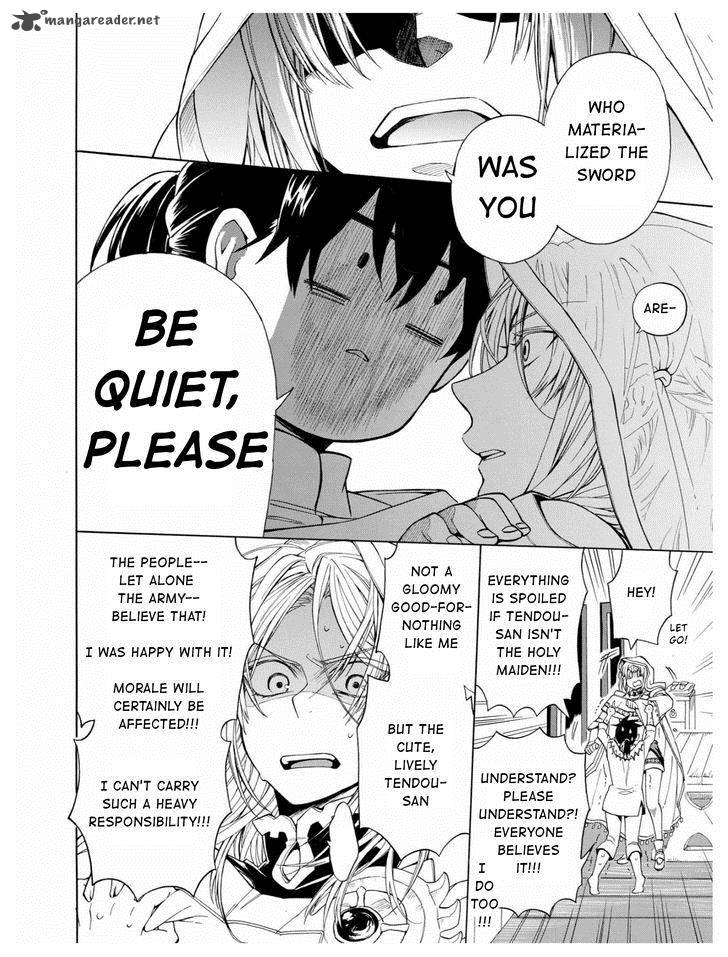 mangareader.net
WHO
MATERIA-
LIZED THE
SWORD
WAS
YOU
ARE-
BE
QUIET,
PLEASE
HEY!
LET
GO!
EVERYTHING
IS SPOILED
IF TENDOU-
SAN ISN'T
THE HOLY
MAIDEN!!!
UNDERSTAND?
PLEASE
UNDERSTAND?!
EVERYONE
BELIEVES
IT!!!
I
DO
TOO
!!!
NOT A
GLOOMY
GOOD-FOR-
NOTHING
LIKE ME
BUT THE
CUTE,
LIVELY
TENDOU-
SAN
THE PEOPLE--
LET ALONE
THE ARMY--
BELIEVE THAT!
I WAS HAPPY WITH IT!
MORALE WILL
CERTAINLY BE
AFFECTED!!!
I CAN'T CARRY
SUCH A HEAVY
RESPONSIBILITY!!!